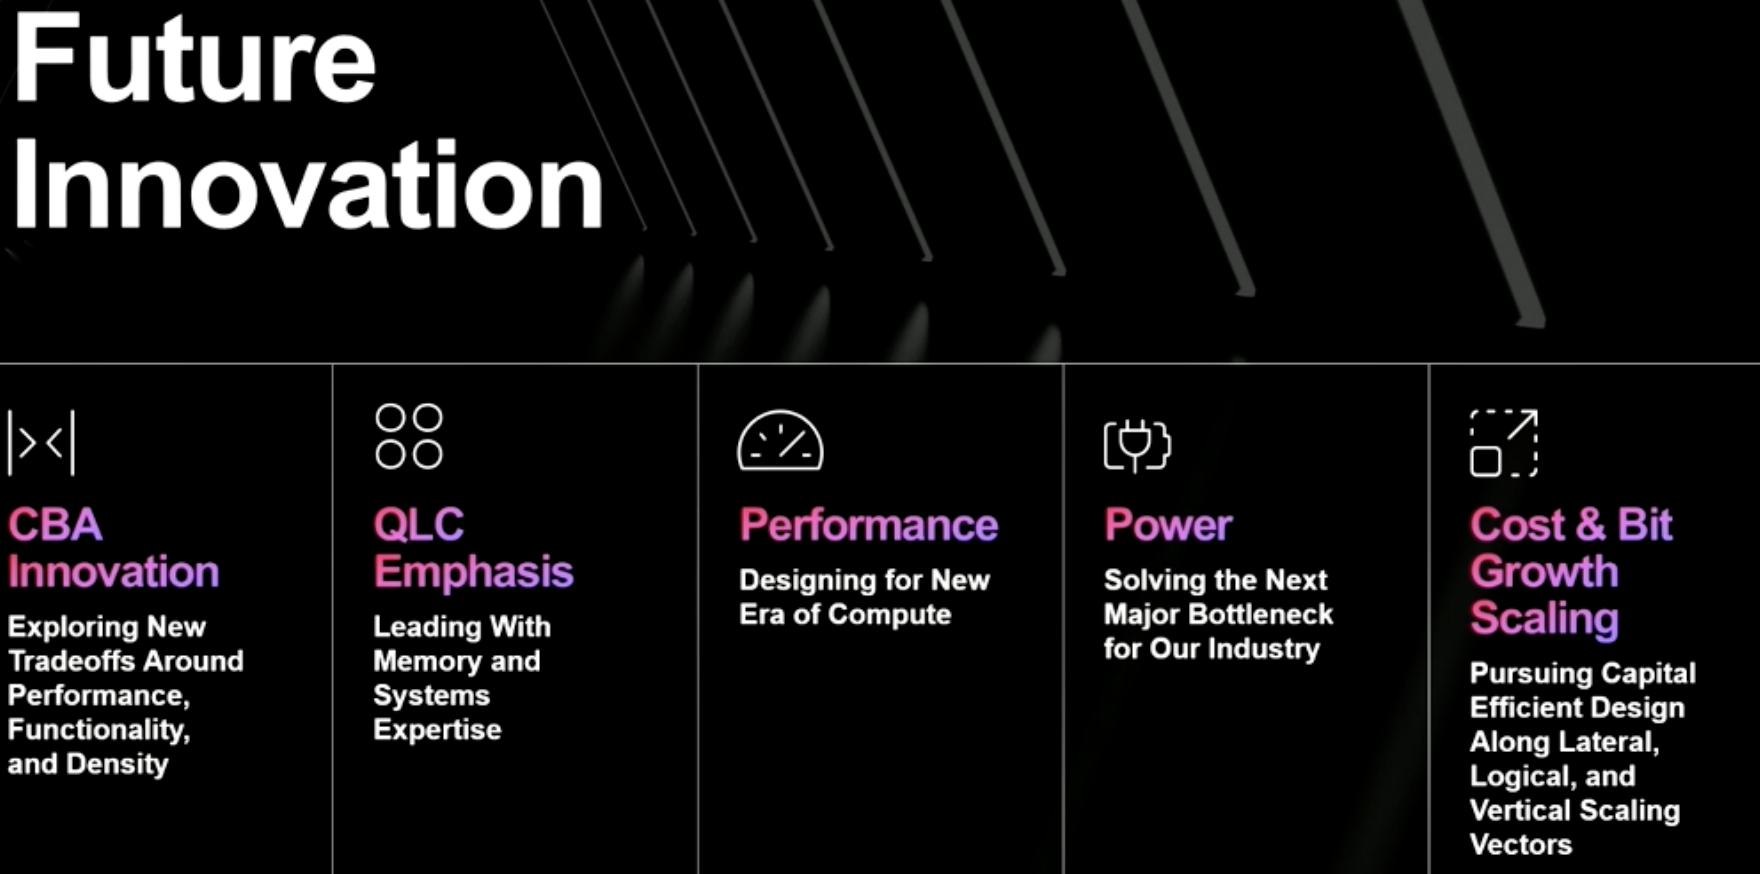 Future
Innovation
CBA
Innovation
Exploring New
Tradeoffs Around
Performance,
Functionality,
and Density
QLC
Emphasis
Leading With
Memory and
Systems
Expertise
Performance
Designing for New
Era of Compute
Power
Solving the Next
Major Bottleneck
for Our Industry
Cost & Bit
Growth
Scaling
Pursuing Capital
Efficient Design
Along Lateral,
Logical, and
Vertical Scaling
Vectors